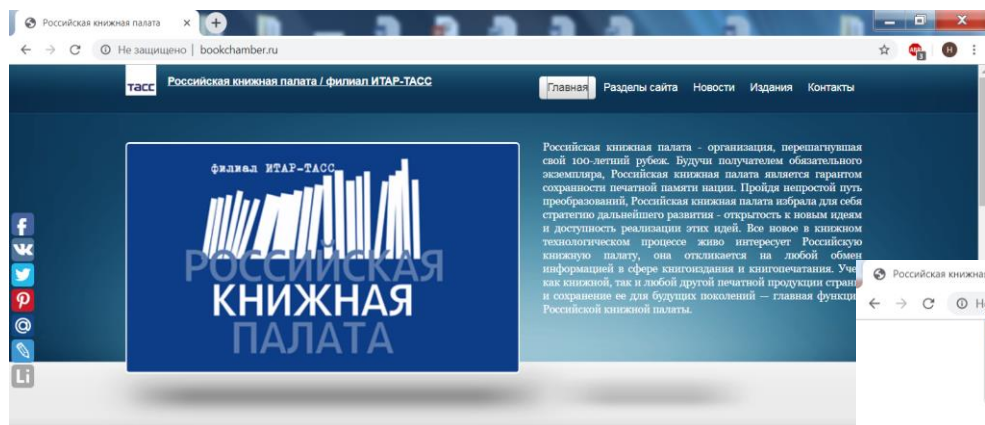 Российская книжная палата
Не защищено | bookchamber.ru
ABP
3
Н
ТАСС
Российская книжная палата / филиал ИТАР-ТАСС
Главная Разделы сайта Новости Издания Контакты
филиал ИТАР-ТАСС
РОССИЙСКАЯ
КНИЖНАЯ
ПАЛАТА
Российская книжная палата - организация, перешагнувшая
свой 100-летний рубеж. Будучи получателем обязательного
экземпляра, Российская книжная палата является гарантом
сохранности печатной памяти нации. Пройдя непростой путь
преобразований, Российская книжная палата избрала для себя
стратегию дальнейшего развития - открытость к новым идеям
и доступность реализации этих идей. Все новое в книжном
технологическом процессе живо интересует Российскую
книжную палату, она откликается на любой обмен
информацией в сфере книгоиздания и книгопечатания. Уче
как книжной, так и любой другой печатной продукции стран
и сохранение ее для будущих поколений — главная функци
Российской книжной палаты.
Российская книжна
Н